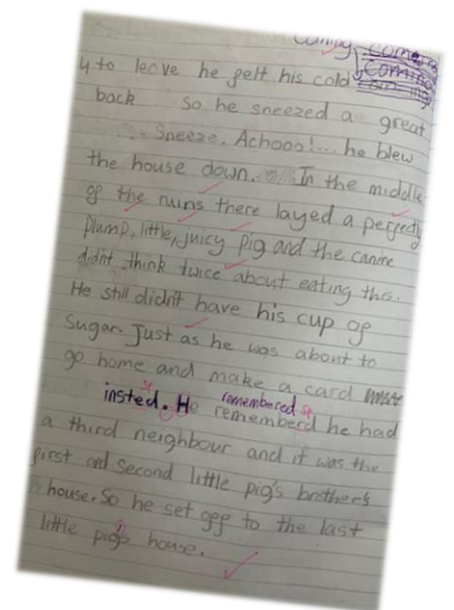 Coming
Coming
y to leave he felt his cold
back so he sneezed a great
Sneeze. Achooo!... he blew
the house down. In the middle
of the ruins there layed a perfectly
plump, little, juicy pig and the canine
didn't think twice about eating this.
He still didn't have his cup of
Sugar. Just as he was about to
go home and make a card
insted. He remembered
rememberd he had
a third neighbour and it was the
first and second little pig's brother's
house. So he set off to the last
little pig's house.